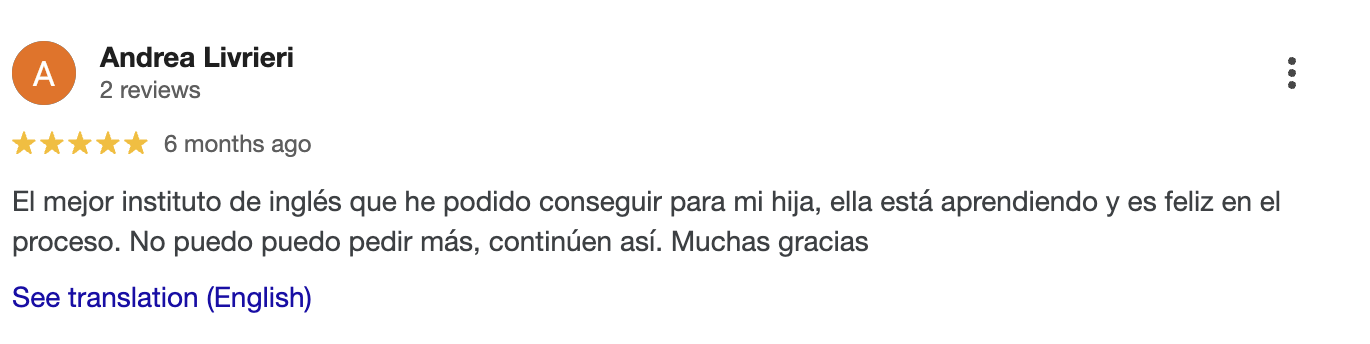 A
Andrea Livrieri
2 reviews
6 months ago
El mejor instituto de inglés que he podido conseguir para mi hija, ella está aprendiendo y es feliz en el
proceso. No puedo puedo pedir más, continúen así. Muchas gracias
See translation (English)